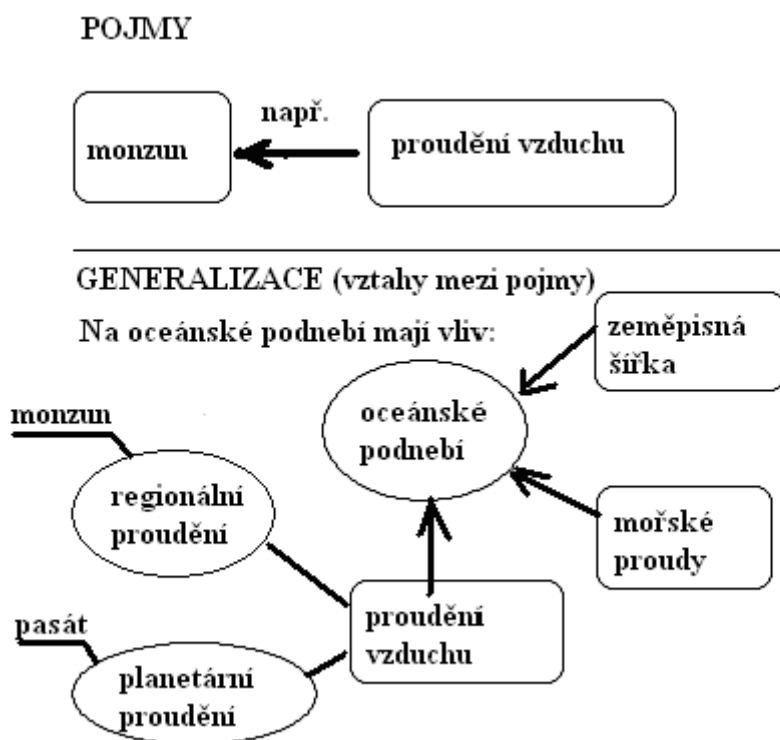 POJMY
monzun
např.
proudění vzduchu
GENERALIZACE (vztahy mezi pojmy)
Na oceánské podnebí mají vliv:
zeměpisná
šířka
oceánské
podnebí
monzun
regionální
proudění
mořské
proudy
pasát
proudění
vzduchu
planetární
proudění